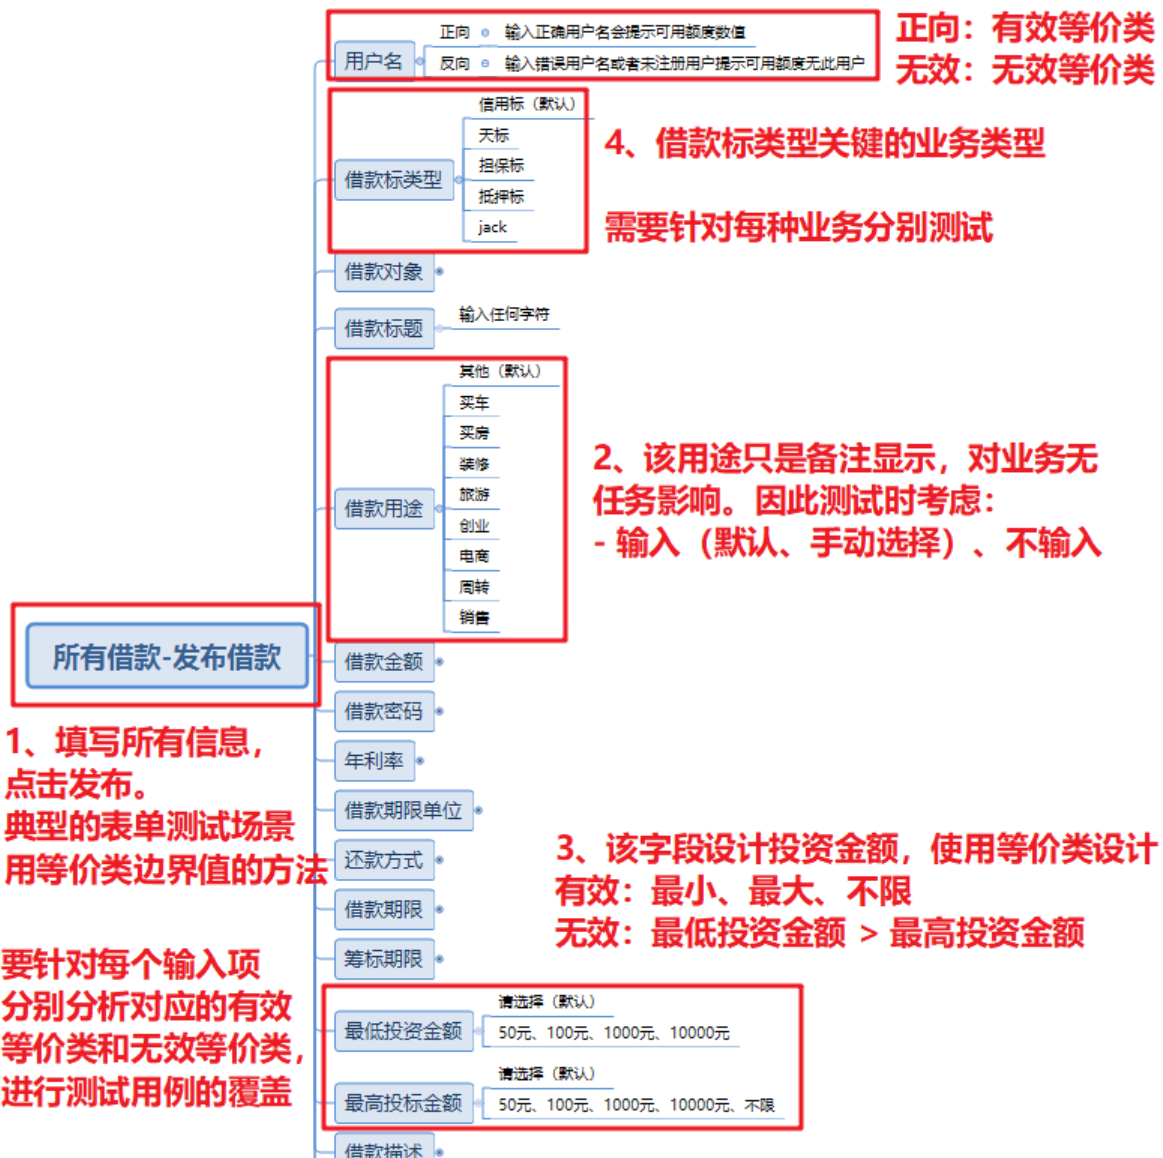 正向 输入正确用户名会提示可用额度数值
用户名
反向 输入错误用户名或者未注册用户提示可用额度无此用户
正向：有效等价类
无效：无效等价类
信用标（默认）
天标
担保标
借款标类型
抵押标
jack
4、借款标类型关键的业务类型
需要针对每种业务分别测试
借款对象
借款标题
输入任何字符
其他（默认）
买车
买房
装修
旅游
借款用途
创业
电商
周转
销售
2、该用途只是备注显示，对业务无
任务影响。因此测试时考虑：
- 输入（默认、手动选择）、不输入
所有借款-发布借款
借款金额
借款密码
年利率
借款期限单位
还款方式
借款期限
筹标期限
1、填写所有信息，
点击发布。
典型的表单测试场景
用等价类边界值的方法
要针对每个输入项
分别分析对应的有效
等价类和无效等价类，
进行测试用例的覆盖
3、该字段设计投资金额，使用等价类设计
有效：最小、最大、不限
无效：最低投资金额 > 最高投资金额
请选择（默认）
最低投资金额
50元、100元、1000元、10000元
请选择（默认）
最高投标金额
50元、100元、1000元、10000元、不限
借款描述